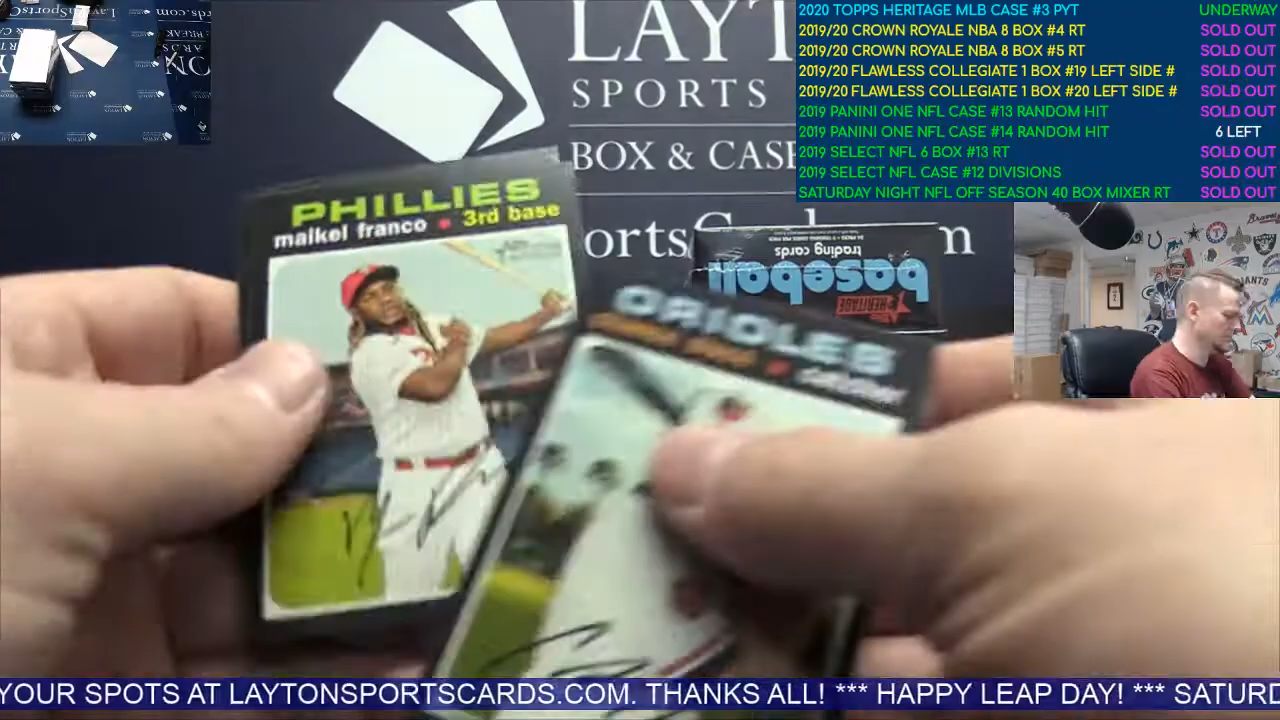 2020 TOPPS HERITAGE MLB CASE #3 PYT UNDERWAY
2019/20 CROWN ROYALE NBA 8 BOX #4 RT SOLD OUT
2019/20 CROWN ROYALE NBA 8 BOX #5 RT SOLD OUT
2019/20 FLAWLESS COLLEGIATE 1 BOX #19 LEFT SIDE # SOLD OUT
2019/20 FLAWLESS COLLEGIATE 1 BOX #20 LEFT SIDE # SOLD OUT
2019 PANINI ONE NFL CASE #13 RANDOM HIT SOLD OUT
2019 PANINI ONE NFL CASE #14 RANDOM HIT 6 LEFT
2019 SELECT NFL 6 BOX #13 RT SOLD OUT
2019 SELECT NFL CASE #12 DIVISIONS SOLD OUT
SATURDAY NIGHT NFL OFF SEASON 40 BOX MIXER RT SOLD OUT
LAYT
SPORTS
BOX & CASE
ortsC
m
PHILLIES
maikel franco • 3rd base
trading cards
baseball
HERITAGE
ORIOLES
YOUR SPOTS AT LAYTONSPORTSCARDS.COM. THANKS ALL! *** HAPPY LEAP DAY! *** SATURD